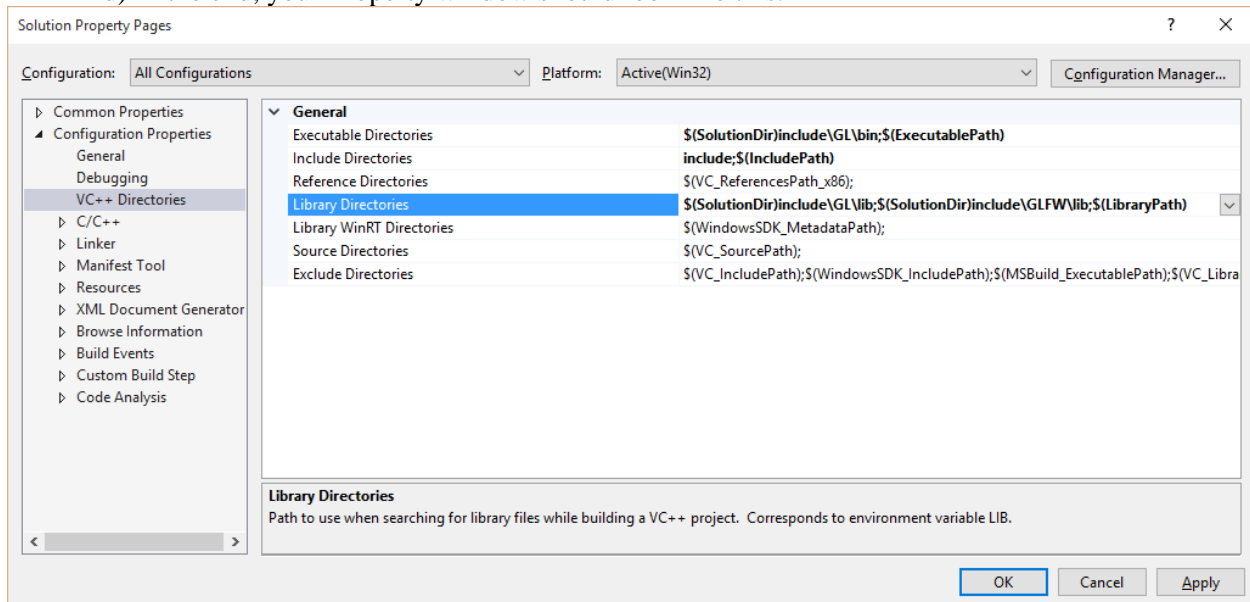 Solution Property Pages
? ×
Configuration: All Configurations Platform: Active(Win32) Configuration Manager...
Common Properties
Configuration Properties
General
Debugging
VC++ Directories
C/C++
Linker
Manifest Tool
Resources
XML Document Generator
Browse Information
Build Events
Custom Build Step
Code Analysis
General
Executable Directories $(SolutionDir)include\GL\bin;$(ExecutablePath)
Include Directories include;$(IncludePath)
Reference Directories $(VC_ReferencesPath_x86);
Library Directories $(SolutionDir)include\GL\lib;$(SolutionDir)include\GLFW\lib;$(LibraryPath)
Library WinRT Directories $(WindowsSDK_MetadataPath);
Source Directories $(VC_SourcePath);
Exclude Directories $(VC_IncludePath);$(WindowsSDK_IncludePath);$(MSBuild_ExecutablePath);$(VC_Libra
Library Directories
Path to use when searching for library files while building a VC++ project. Corresponds to environment variable LIB.
OK Cancel Apply